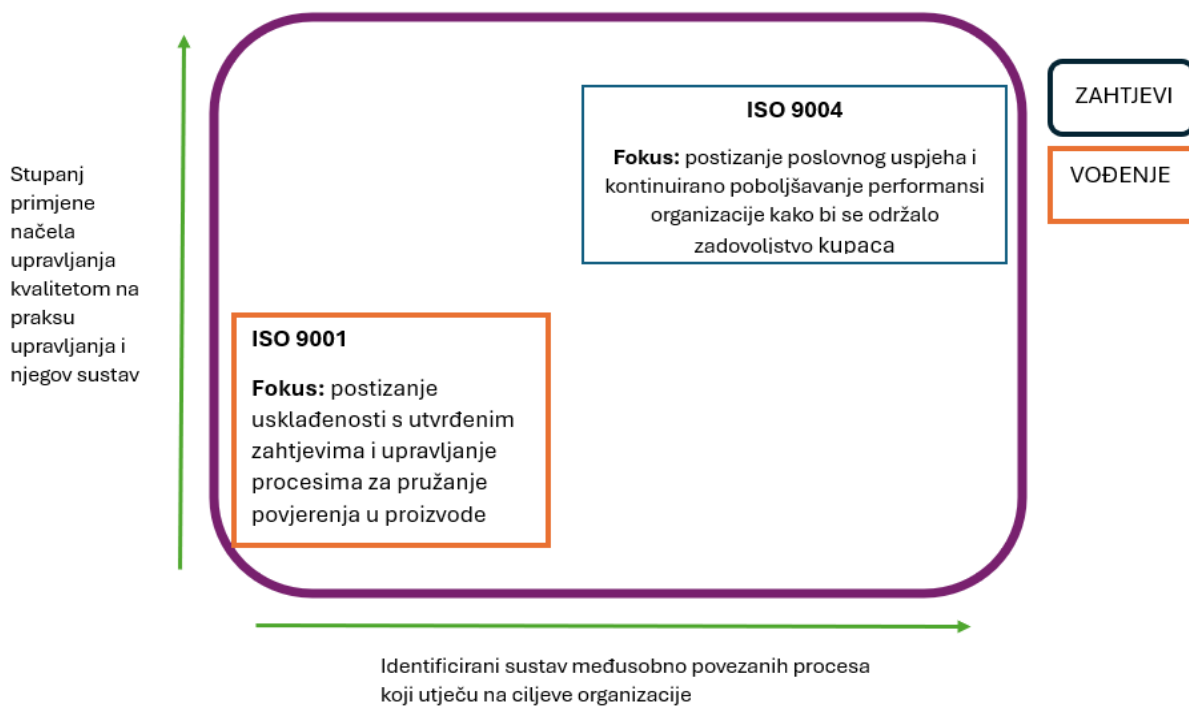 Stupanj
primjene
načela
upravljanja
kvalitetom na
praksu
upravljanja i
njegov sustav
ISO 9004
Fokus: postizanje poslovnog uspjeha i
kontinuirano poboljšavanje performansi
organizacije kako bi se održalo
zadovoljstvo kupaca
ISO 9001
Fokus: postizanje
usklađenosti s utvrđenim
zahtjevima i upravljanje
procesima za pružanje
povjerenja u proizvode
ZAHTJEVI
VOĐENJE
Identificirani sustav međusobno povezanih procesa
koji utječu na ciljeve organizacije